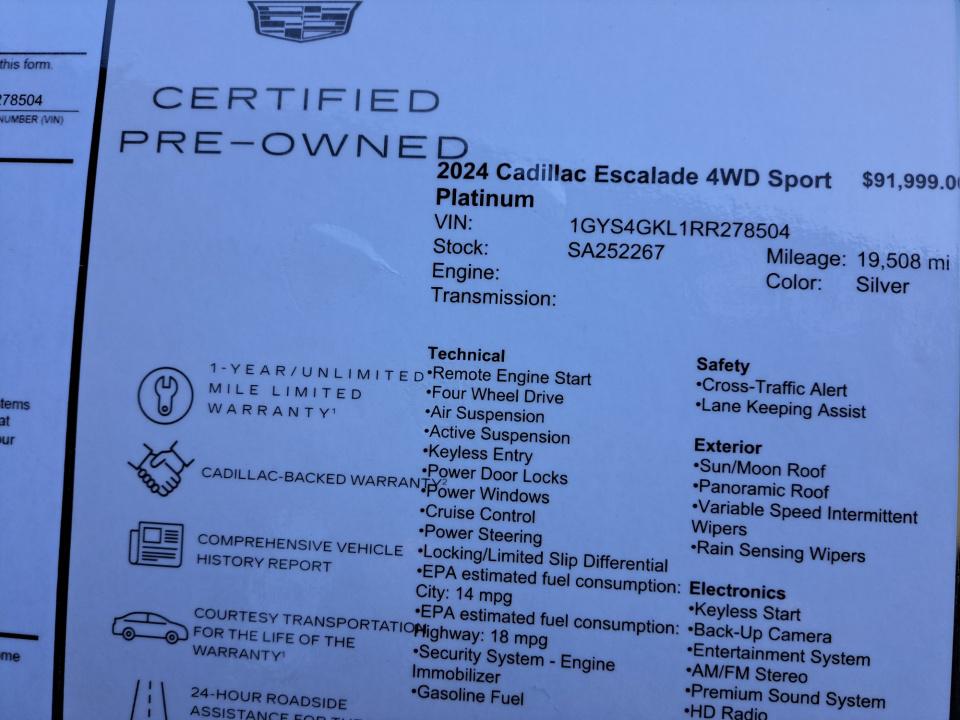 this form.
278504
NUMBER (VIN)
tems
at
our
ome
CERTIFIED
PRE-OWNED
2024 Cadillac Escalade 4WD Sport $91,999.00
Platinum
VIN: 1GYS4GKL1RR278504
Stock: SA252267
Mileage: 19,508 mi
Engine:
Color: Silver
Transmission:
1-YEAR/UNLIMITED
MILE LIMITED
WARRANTY¹
CADILLAC-BACKED WARRANTY²
COMPREHENSIVE VEHICLE
HISTORY REPORT
COURTESY TRANSPORTATION
FOR THE LIFE OF THE
WARRANTY¹
24-HOUR ROADSIDE
ASSISTANCE FOR THE
Technical
•Remote Engine Start
•Four Wheel Drive
•Air Suspension
•Active Suspension
•Keyless Entry
•Power Door Locks
•Power Windows
•Cruise Control
•Power Steering
•Locking/Limited Slip Differential
•EPA estimated fuel consumption:
City: 14 mpg
•EPA estimated fuel consumption:
Highway: 18 mpg
•Security System - Engine
Immobilizer
•Gasoline Fuel
Safety
•Cross-Traffic Alert
•Lane Keeping Assist
Exterior
•Sun/Moon Roof
•Panoramic Roof
•Variable Speed Intermittent
Wipers
•Rain Sensing Wipers
Electronics
•Keyless Start
•Back-Up Camera
•Entertainment System
•AM/FM Stereo
•Premium Sound System
•HD Radio